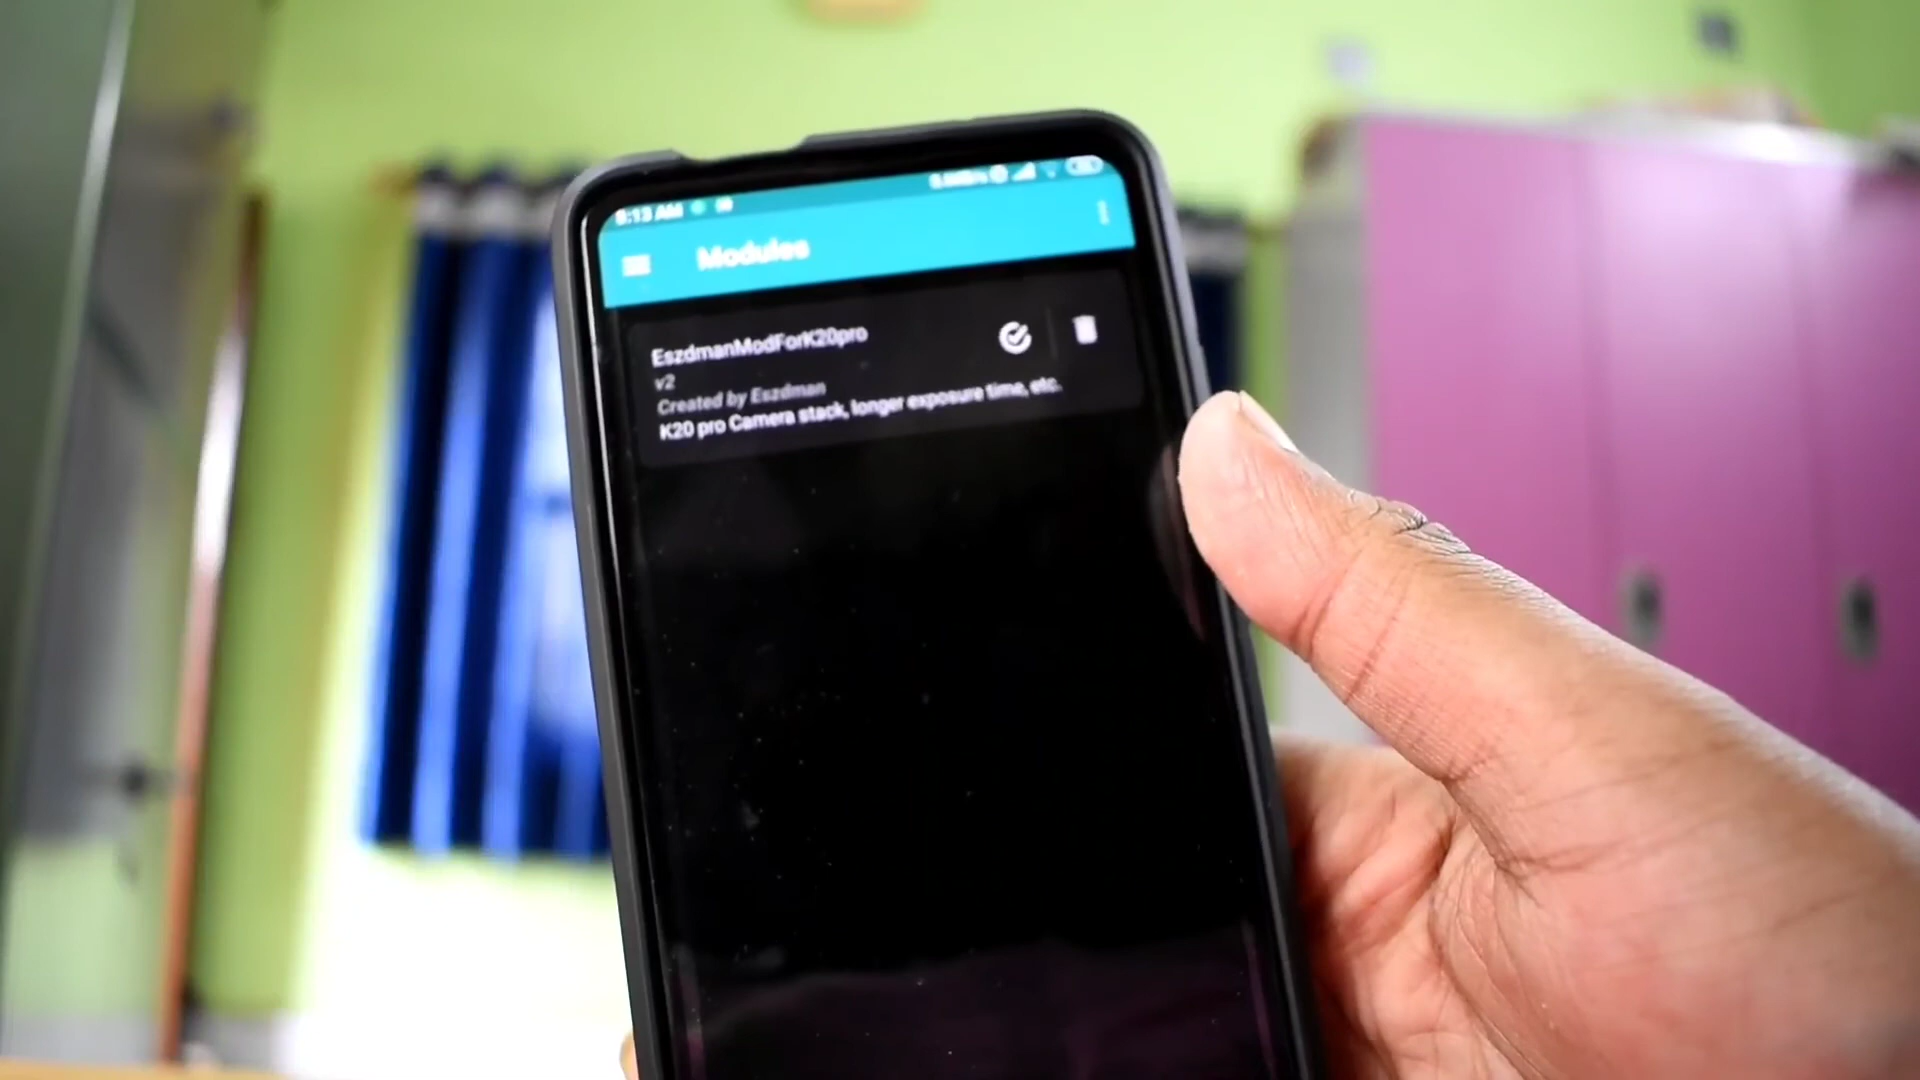 9:13 AM
Modules
EszdmanModForK20pro
v2
Created by Eszdman
K20 pro Camera stack, longer exposure time, etc.